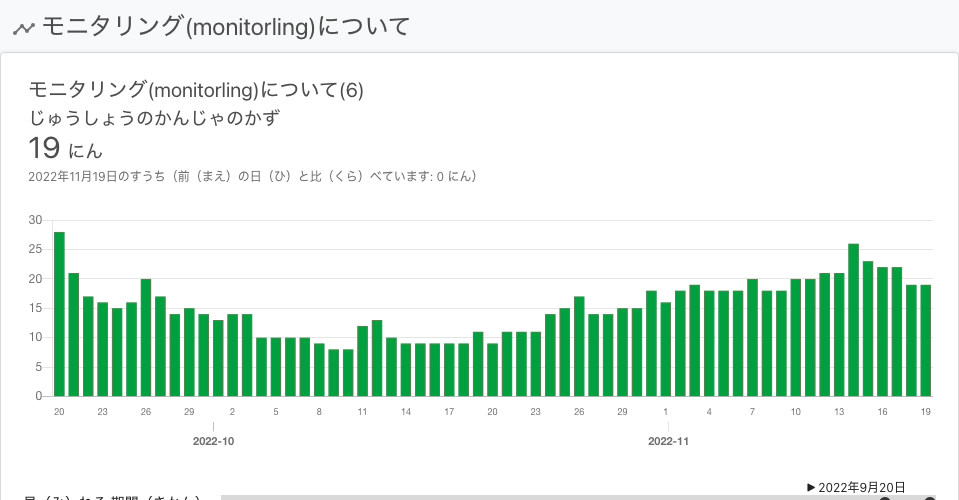 モニタリング(monitorling)について
モニタリング(monitorling)について(6)
じゅうしょうのかんじゃのかず
19 にん
2022年11月19日のすうち（前（まえ）の日（ひ）と比（くら）べています: 0 にん）
30
25
20
15
10
5
0
20 23 26 29 2 5 8 11 14 17 20 23 26 29 1 4 7 10 13 16 19
2022-10 2022-11
▶ 2022年9月20日